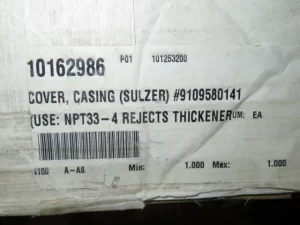 10162986 P01 101253200
COVER, CASING (SULZER) #9109580141
(USE: NPT33-4 REJECTS THICKENER UM: EA
4100 A-A6 Min: 1.000 Max: 1.000